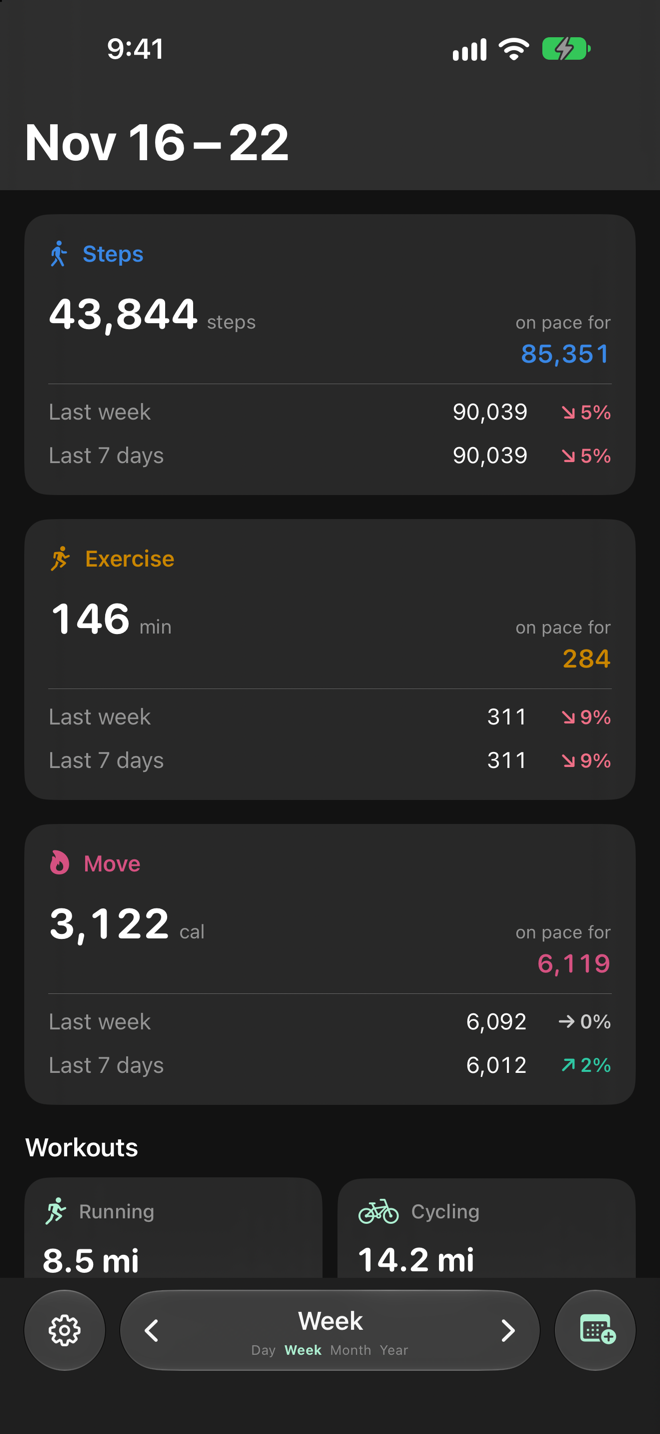 9:41
Nov 16 – 22
Steps
43,844 steps
on pace for
85,351
Last week 90,039 5%
Last 7 days 90,039 5%
Exercise
146 min
on pace for
284
Last week 311 9%
Last 7 days 311 9%
Move
3,122 cal
on pace for
6,119
Last week 6,092 0%
Last 7 days 6,012 2%
Workouts
Running
8.5 mi
Cycling
14.2 mi
Week
Day Week Month Year